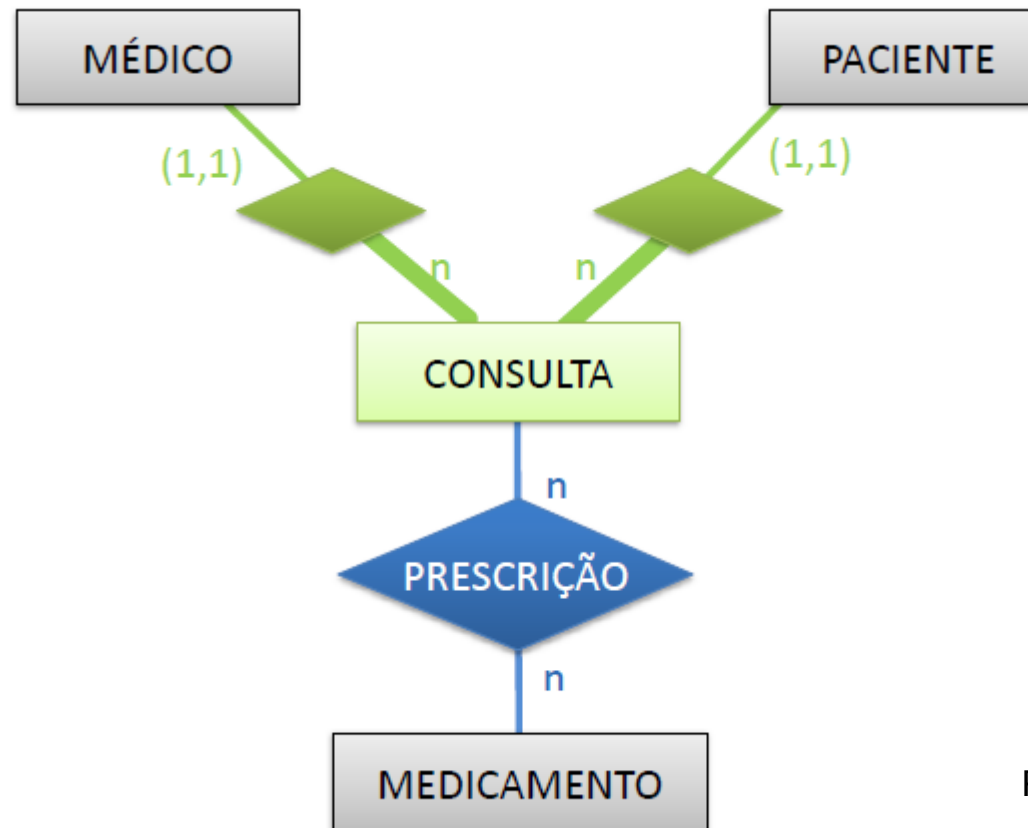 MÉDICO
PACIENTE
(1,1)
(1,1)
n
n
CONSULTA
n
PRESCRIÇÃO
n
MEDICAMENTO